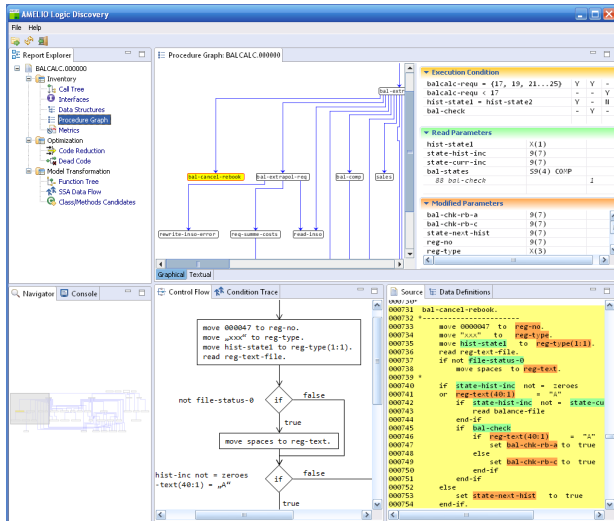 AMELIO Logic Discovery
File Help
Report Explorer
BALCALC.000000
Inventory
Call Tree
Interfaces
Data Structures
Procedure Graph
Metrics
Optimization
Code Reduction
Dead Code
Model Transformation
Function Tree
SSA Data Flow
Class/Methods Candidates
Procedure Graph: BALCALC.000000
bal-extr
bal-cancel-rebook
bal-extrapol-req
bal-comp
sales
rewrite-inso-error
req-summe-costs
read-inso
Graphical Textual
Execution Condition
balcalc-requ = {17, 19, 21...25} Y Y -
balcalc-requ < 17 - - Y
hist-state1 = hist-state2 Y - N
bal-check - Y -
Read Parameters
hist-state1 X(1)
state-hist-inc 9(7)
state-curr-inc 9(7)
bal-states S9(4) COMP
88 bal-check 1
Modified Parameters
bal-chk-rb-a 9(7)
bal-chk-rb-c 9(7)
state-next-hist 9(7)
reg-no 9(7)
reg-type X(3)
Navigator Console
Control Flow Condition Trace
move 000047 to reg-no.
move „xxx“ to reg-type.
move hist-state1 to reg-type(1:1).
read reg-text-file.
not file-status-0
if
false
true
move spaces to reg-text.
hist-inc not = zeroes
-text(40:1) = „A“
if
false
true
Source Data Definitions
000730*
000731 bal-cancel-rebook.
000732 *--------------------
000733 move 0000047 to reg-no.
000734 move "xxx" to reg-type.
000735 move hist-state1 to reg-type(1:1).
000736 read reg-text-file.
000737 if not file-status-0
000738 move spaces to reg-text.
000739 *
000740 if state-hist-inc not = zeroes
000741 or reg-text(40:1) = "A"
000742 if state-hist-inc not = state-cu
000743 read balance-file
000744 end-if
000745 if bal-check
000746 if reg-text(40:1) = "A"
000747 set bal-chk-rb-a to true
000748 else
000749 set bal-chk-rb-c to true
000750 end-if
000751 end-if
000752 else
000753 set state-next-hist to true
000754 end-if.